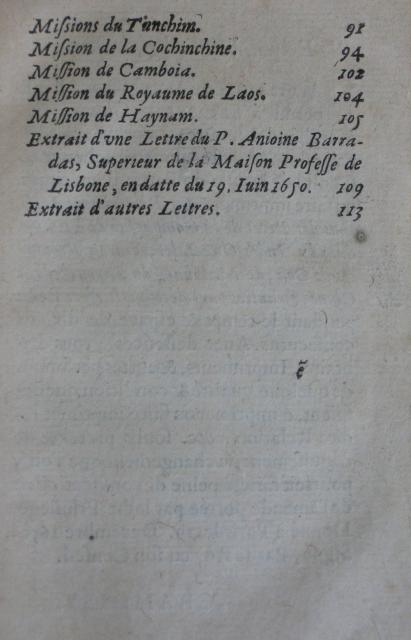 Miſsions du Tunchim. 91
Miſsion de la Cochinchine. 94
Miſsion de Camboia. 102
Miſsion du Royaume de Laos. 104
Miſsion de Haynam. 105
Extrait d'vne Lettre du P. Anioine Barra-
das, Superieur de la Maiſon Profeſſe de
Lisbone, en datte du 19. Iuin 1650. 109
Extrait d'autres Lettres. 113
ẽ